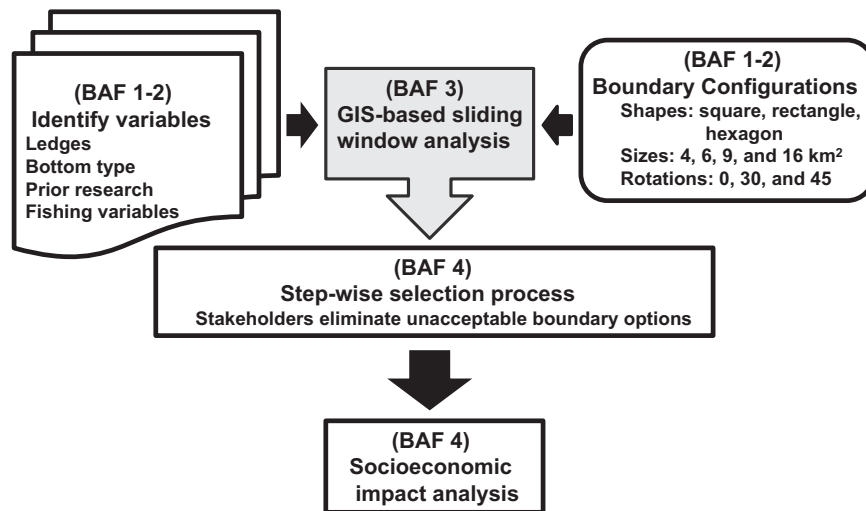 (BAF 1-2)
Identify variables
Ledges
Bottom type
Prior research
Fishing variables
(BAF 3)
GIS-based sliding
window analysis
(BAF 1-2)
Boundary Configurations
Shapes: square, rectangle,
hexagon
Sizes: 4, 6, 9, and 16 km²
Rotations: 0, 30, and 45
(BAF 4)
Step-wise selection process
Stakeholders eliminate unacceptable boundary options
(BAF 4)
Socioeconomic
impact analysis